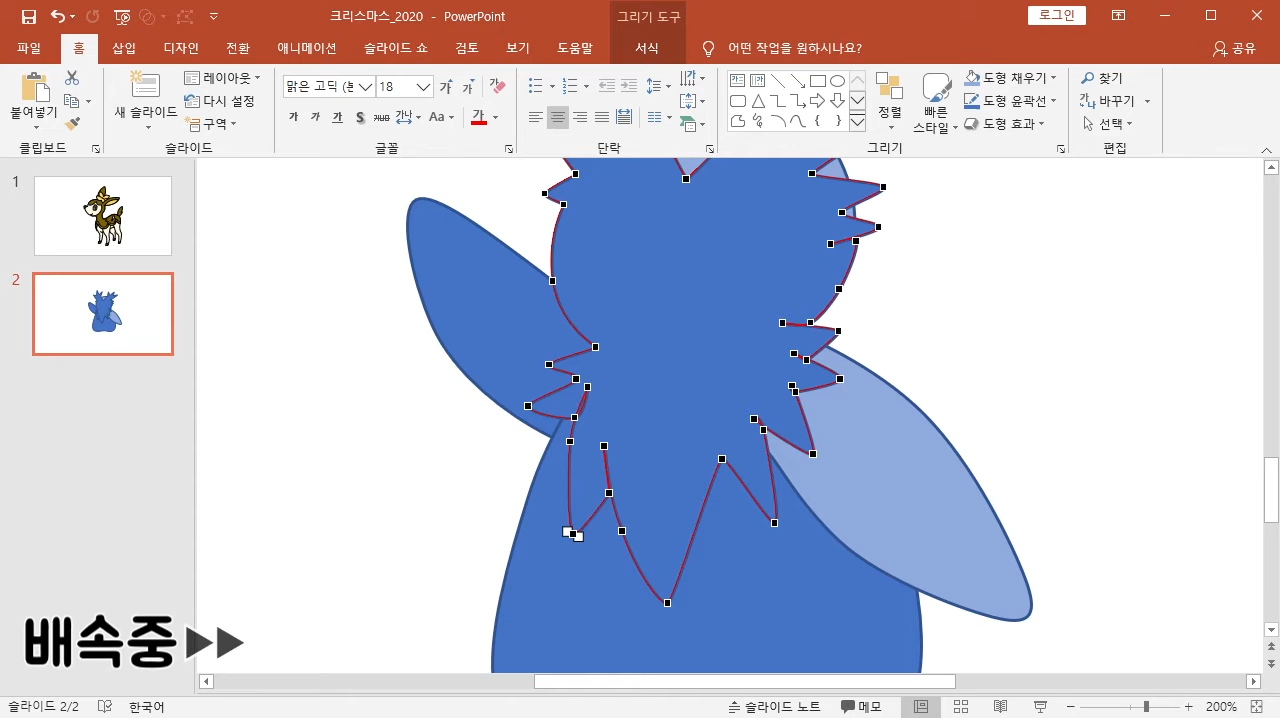 크리스마스_2020 - PowerPoint
그리기 도구
로그인
파일 홈 삽입 디자인 전환 애니메이션 슬라이드 쇼 검토 보기 도움말 서식 어떤 작업을 원하시나요? 공유
붙여넣기
새 슬라이드
레이아웃
다시 설정
구역
맑은 고딕 (본
18
가 가 가 S abc 가 Aa 가
정렬
빠른 스타일
도형 채우기
도형 윤곽선
도형 효과
찾기
바꾸기
선택
클립보드 슬라이드 글꼴 단락 그리기 편집
1
2
배속중
슬라이드 2/2 한국어 슬라이드 노트 메모 200%